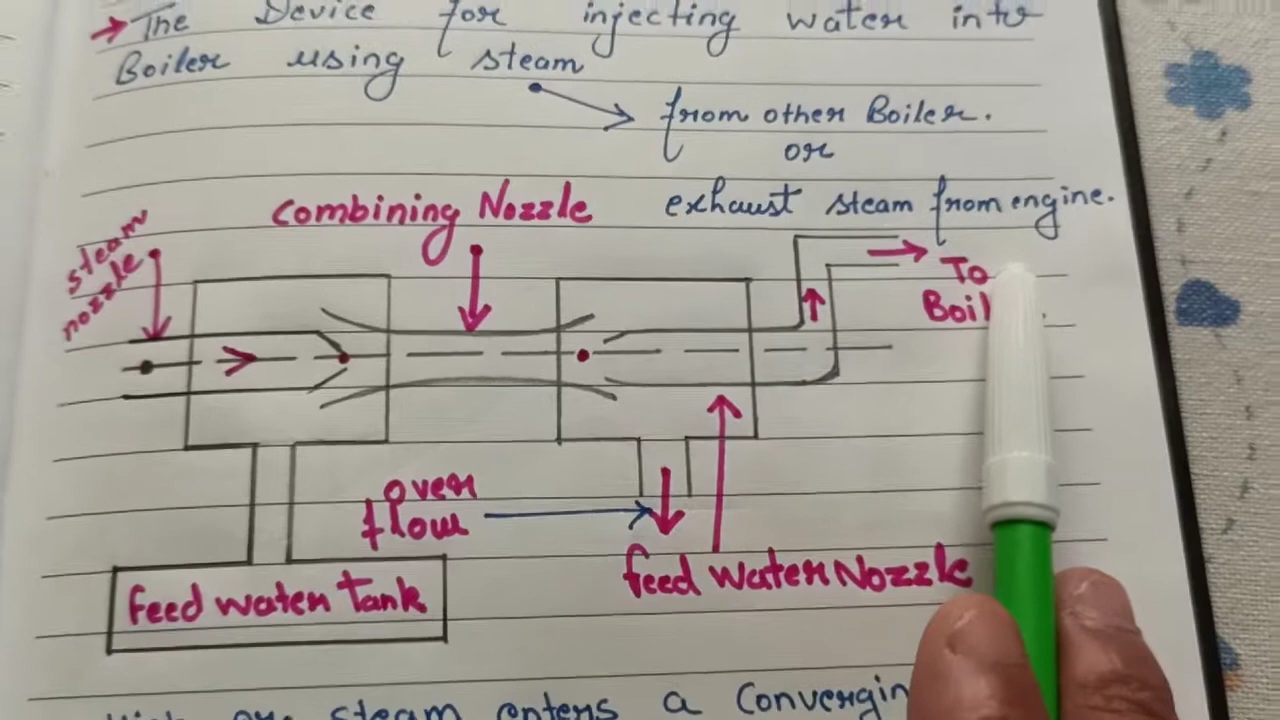 → The Device for injecting water into
Boiler using steam
from other Boiler.
or
exhaust steam from engine.
Combining Nozzle
steam
nozzle
To
Boil
over
flow
feed water Nozzle
feed water Tank
or steam enters a Convergin